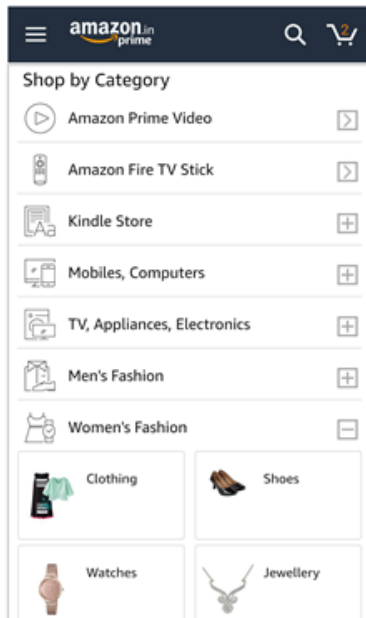 amazon.in
prime
2
Shop by Category
Amazon Prime Video
Amazon Fire TV Stick
Aa
Kindle Store
Mobiles, Computers
TV, Appliances, Electronics
Men's Fashion
Women's Fashion
Clothing
Shoes
Watches
Jewellery